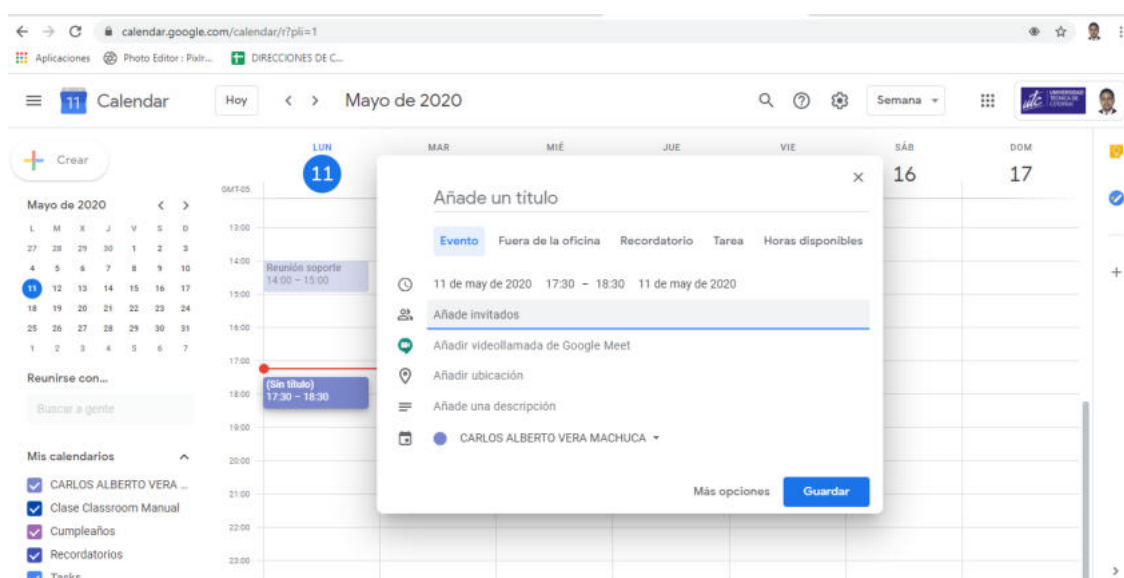 calendar.google.com/calendar/r?pli=1
Aplicaciones Photo Editor : Pixlr... DIRECCIONES DE C...
11 Calendar Hoy Mayo de 2020 Semana utc UNIVERSIDAD TÉCNICA DE COTOPAXI
Crear
LUN MAR MIÉ JUE VIE SÁB DOM
11 16 17
GMT-05
Mayo de 2020
L M X J V S D
27 28 29 30 1 2 3
4 5 6 7 8 9 10
11 12 13 14 15 16 17
18 19 20 21 22 23 24
25 26 27 28 29 30 31
1 2 3 4 5 6 7
Reunirse con...
Buscar a gente
Mis calendarios
CARLOS ALBERTO VERA ...
Clase Classroom Manual
Cumpleaños
Recordatorios
Tasks
13:00
14:00
15:00
16:00
17:00
18:00
19:00
20:00
21:00
22:00
23:00
Reunión soporte
14:00 – 15:00
(Sin título)
17:30 – 18:30
Añade un título
Evento Fuera de la oficina Recordatorio Tarea Horas disponibles
11 de may de 2020 17:30 – 18:30 11 de may de 2020
Añade invitados
Añadir videollamada de Google Meet
Añadir ubicación
Añade una descripción
CARLOS ALBERTO VERA MACHUCA
Más opciones Guardar